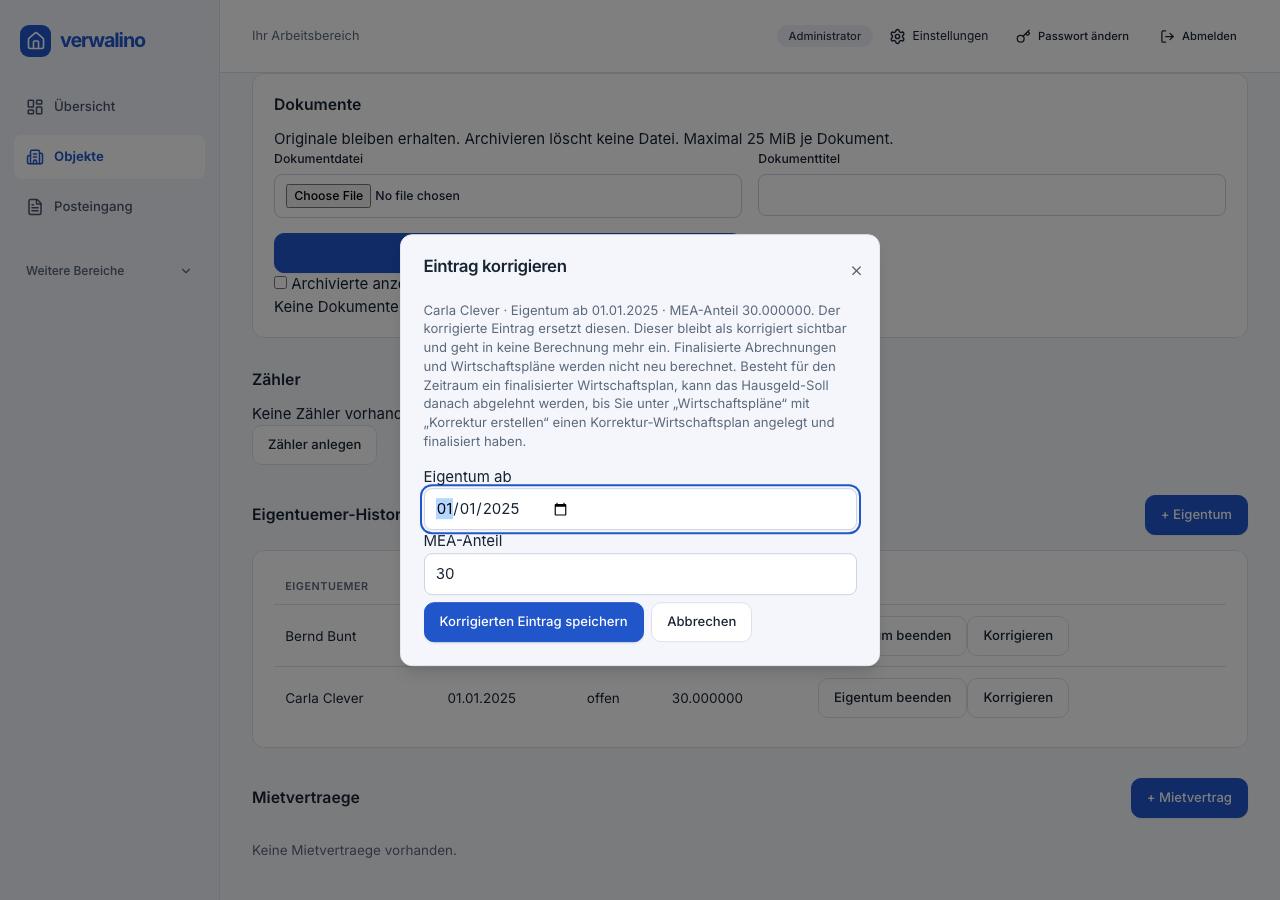 verwalino
Ihr Arbeitsbereich
Administrator
Einstellungen
Passwort ändern
Abmelden
Übersicht
Objekte
Posteingang
Weitere Bereiche
Dokumente
Originale bleiben erhalten. Archivieren löscht keine Datei. Maximal 25 MiB je Dokument.
Dokumentdatei
Dokumenttitel
Choose File No file chosen
Archivierte anze
Keine Dokumente
Zähler
Keine Zähler vorhand
Zähler anlegen
Eigentuemer-Histor
+ Eigentum
EIGENTUEMER
Bernd Bunt
m beenden
Korrigieren
Carla Clever
01.01.2025
offen
30.000000
Eigentum beenden
Korrigieren
Mietvertraege
+ Mietvertrag
Keine Mietvertraege vorhanden.
Eintrag korrigieren
Carla Clever · Eigentum ab 01.01.2025 · MEA-Anteil 30.000000. Der
korrigierte Eintrag ersetzt diesen. Dieser bleibt als korrigiert sichtbar
und geht in keine Berechnung mehr ein. Finalisierte Abrechnungen
und Wirtschaftspläne werden nicht neu berechnet. Besteht für den
Zeitraum ein finalisierter Wirtschaftsplan, kann das Hausgeld-Soll
danach abgelehnt werden, bis Sie unter „Wirtschaftspläne“ mit
„Korrektur erstellen“ einen Korrektur-Wirtschaftsplan angelegt und
finalisiert haben.
Eigentum ab
01/01/2025
MEA-Anteil
30
Korrigierten Eintrag speichern
Abbrechen